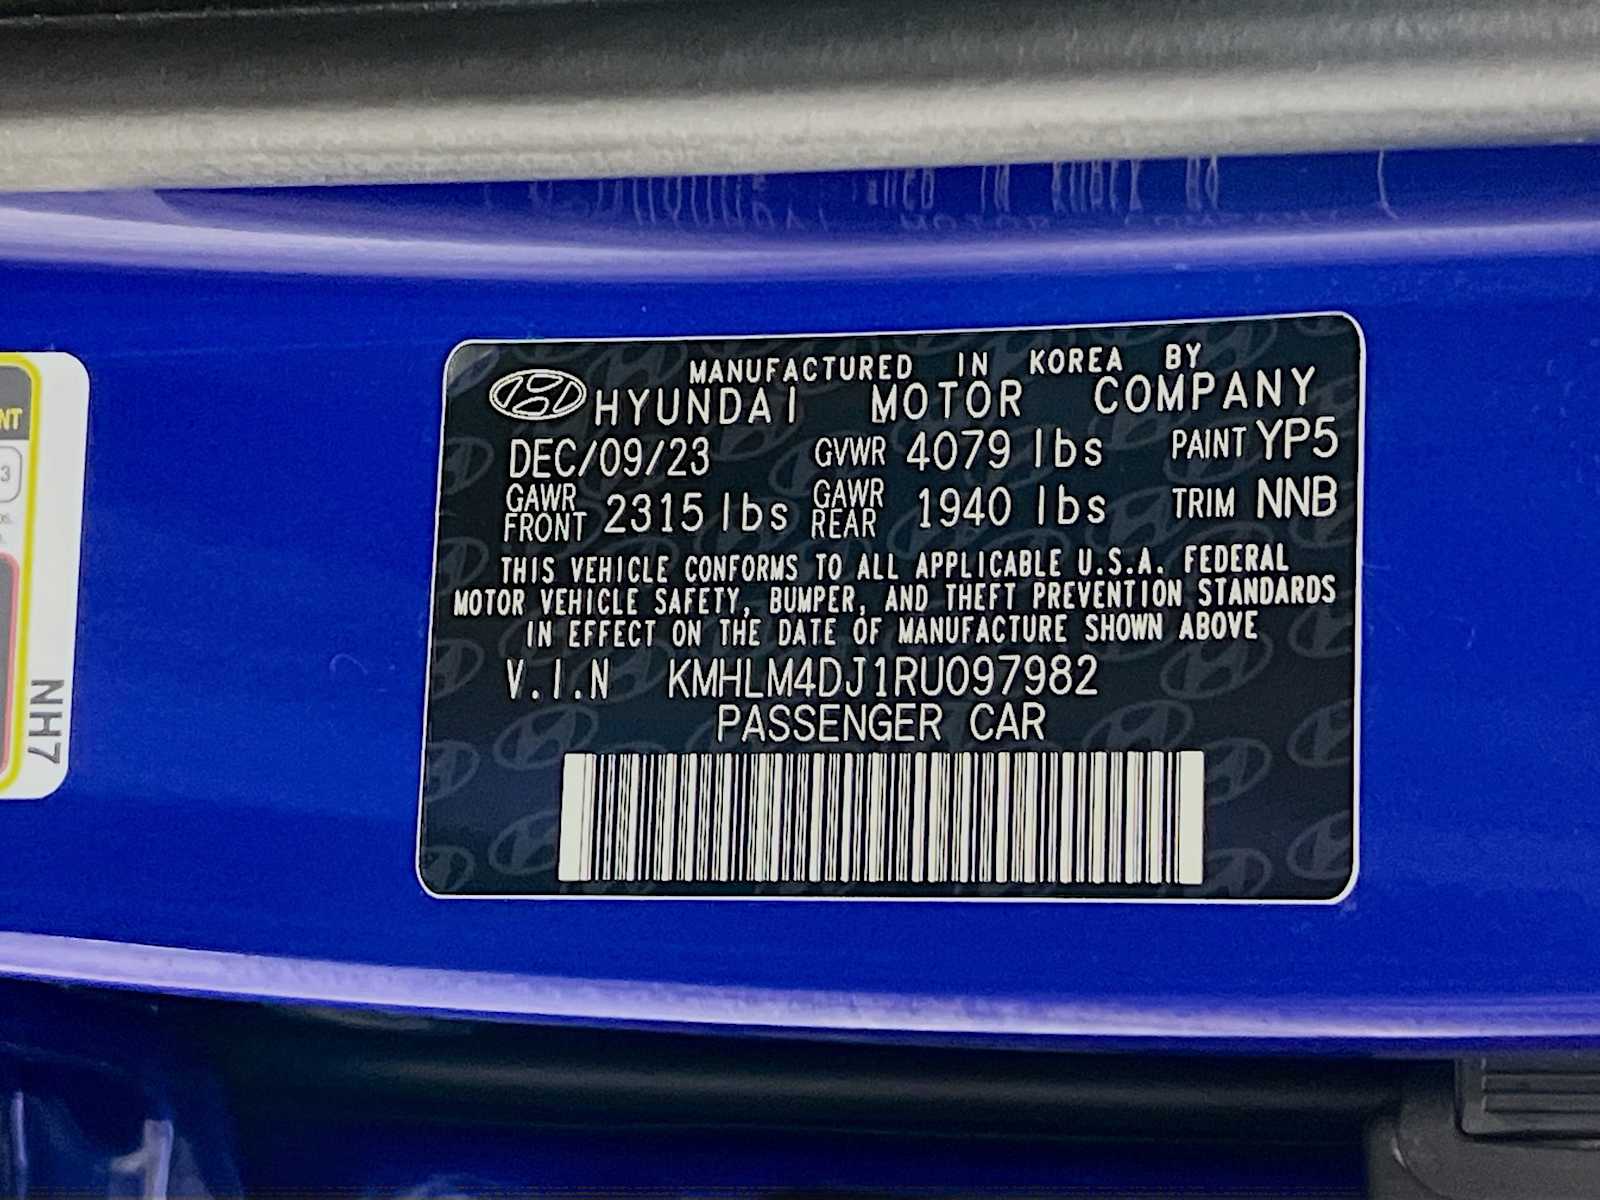 MANUFACTURED IN KOREA BY
HYUNDAI MOTOR COMPANY
DEC/09/23 GVWR 4079 lbs PAINT YP5
GAWR FRONT 2315 lbs GAWR REAR 1940 lbs TRIM NNB
THIS VEHICLE CONFORMS TO ALL APPLICABLE U.S.A. FEDERAL
MOTOR VEHICLE SAFETY, BUMPER, AND THEFT PREVENTION STANDARDS
IN EFFECT ON THE DATE OF MANUFACTURE SHOWN ABOVE
V.I.N KMHLM4DJ1RU097982
PASSENGER CAR
NH7